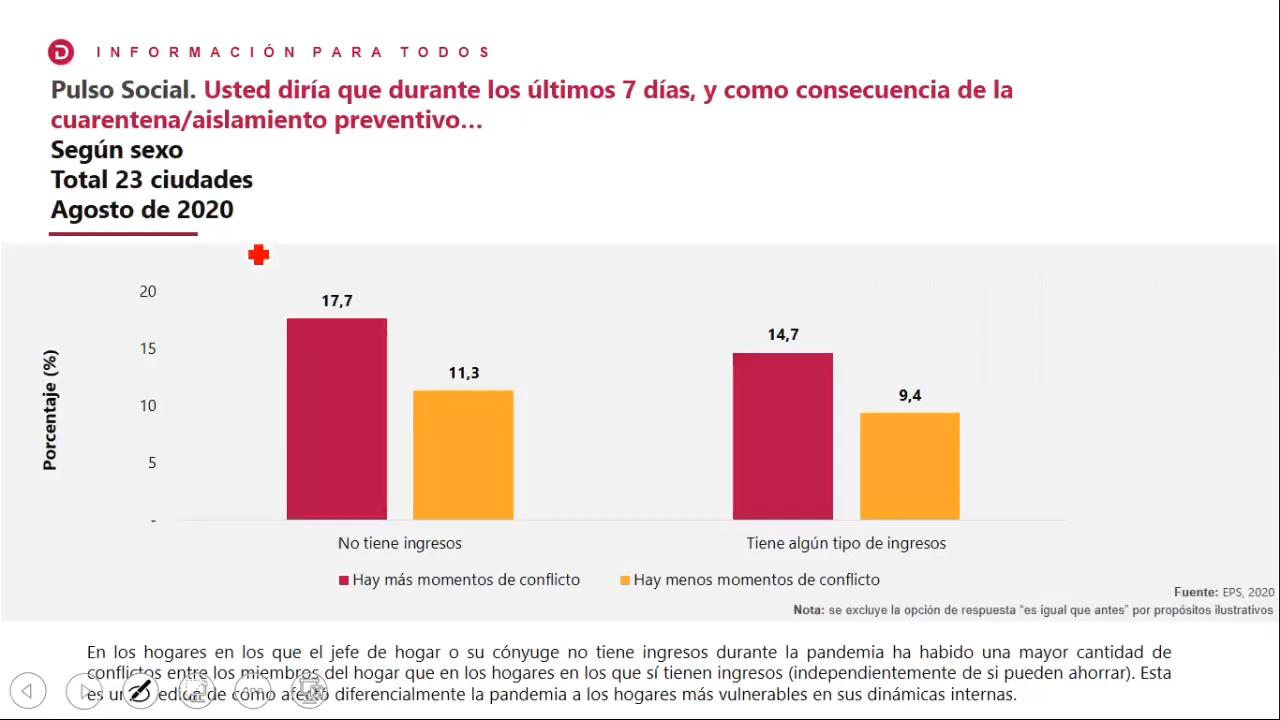 INFORMACIÓN PARA TODOS
Pulso Social. Usted diría que durante los últimos 7 días, y como consecuencia de la
cuarentena/aislamiento preventivo...
Según sexo
Total 23 ciudades
Agosto de 2020
Porcentaje (%)
20
15
10
5
-
17,7
11,3
14,7
9,4
No tiene ingresos
Tiene algún tipo de ingresos
Hay más momentos de conflicto
Hay menos momentos de conflicto
Fuente: EPS, 2020
Nota: se excluye la opción de respuesta “es igual que antes” por propósitos ilustrativos
En los hogares en los que el jefe de hogar o su cónyuge no tiene ingresos durante la pandemia ha habido una mayor cantidad de
conflictos entre los miembros del hogar que en los hogares en los que sí tienen ingresos (independientemente de si pueden ahorrar). Esta
es de cómo diferencialmente la pandemia a los hogares más vulnerables en sus dinámicas internas.